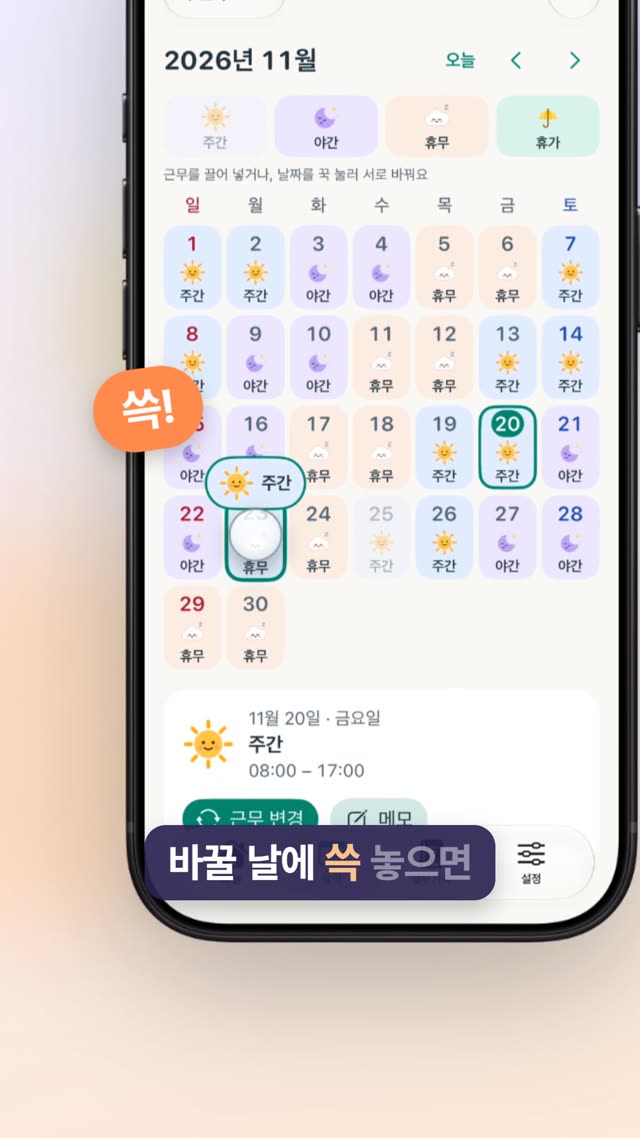 2026년 11월 오늘
주간 야간 휴무 휴가
근무를 끌어 넣거나, 날짜를 꾹 눌러 서로 바꿔요
일 월 화 수 목 금 토
1 2 3 4 5 6 7
주간 주간 야간 야간 휴무 휴무 주간
8 9 10 11 12 13 14
야간 야간 휴무 휴무 주간 주간
쓱!
16 17 18 19 20 21
야간 휴무 휴무 주간 주간 야간
주간
22 23 24 25 26 27 28
야간 휴무 휴무 주간 주간 야간 야간
29 30
휴무 휴무
11월 20일 · 금요일
주간
08:00 – 17:00
근무 변경 메모
바꿀 날에 쓱 놓으면
설정